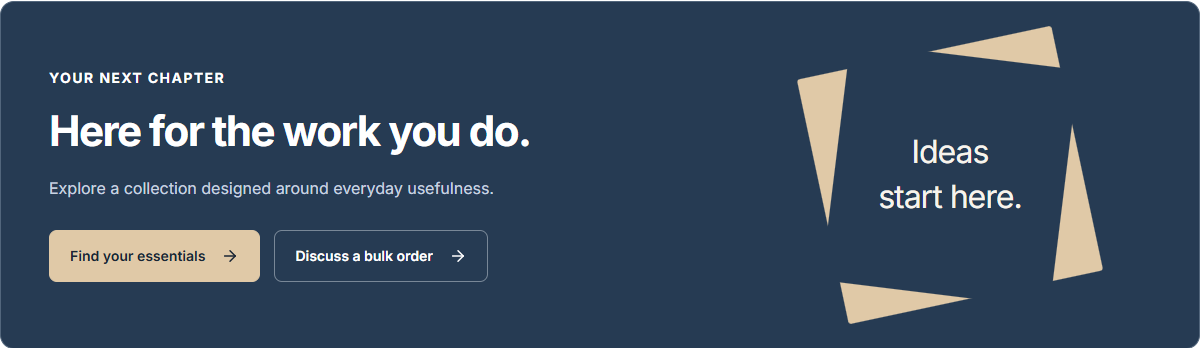 YOUR NEXT CHAPTER
Here for the work you do.
Explore a collection designed around everyday usefulness.
Find your essentials
Discuss a bulk order
Ideas
start here.